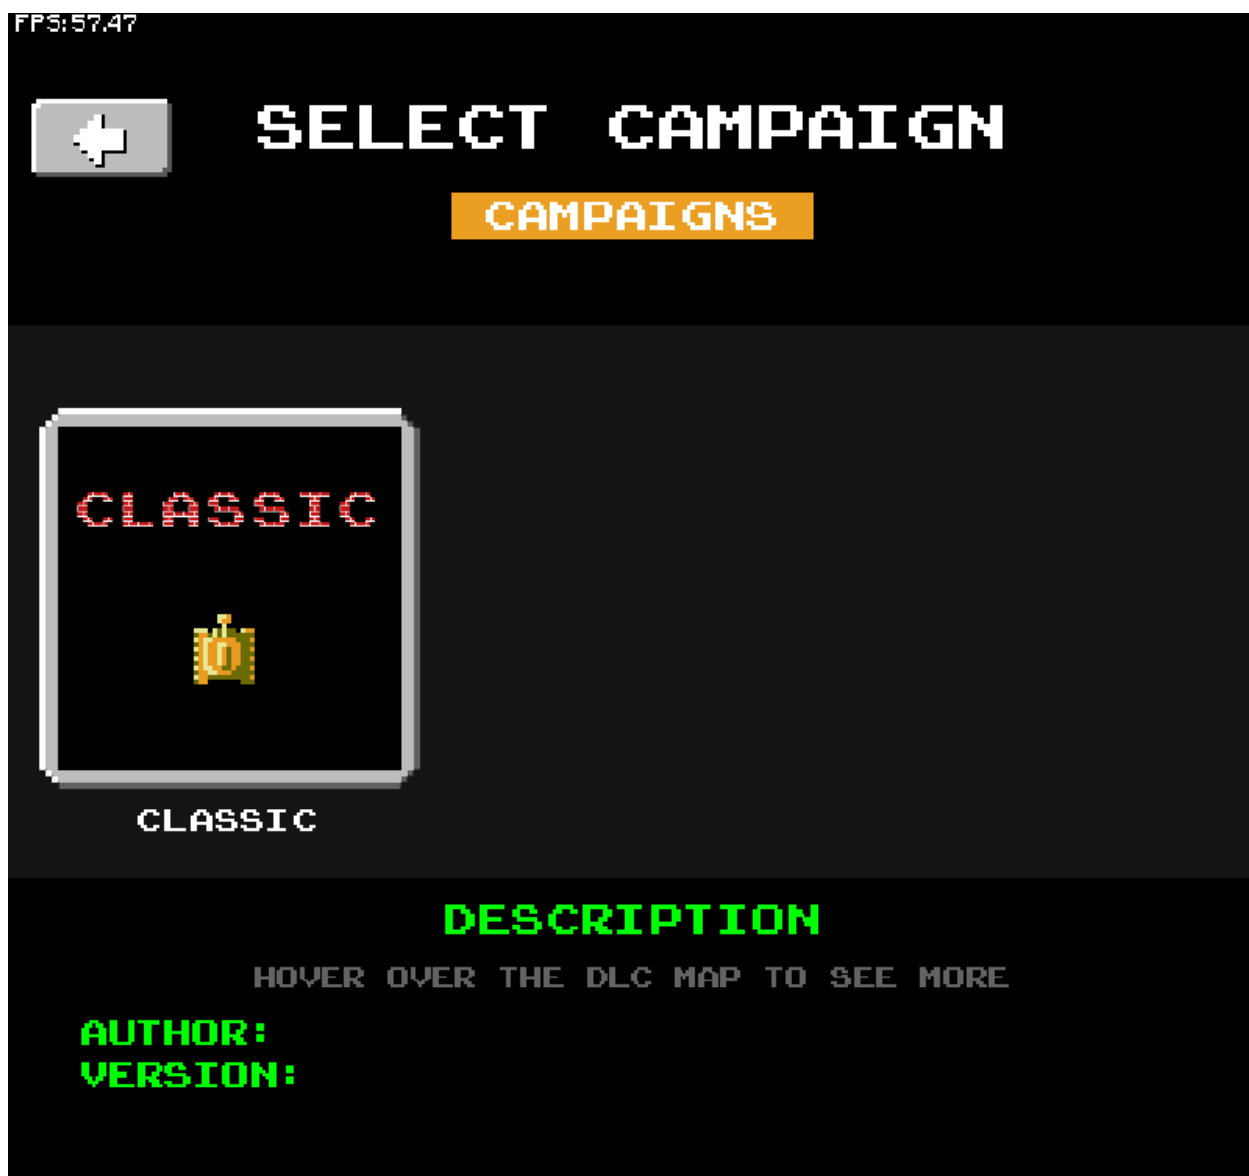 FPS:57.47
SELECT CAMPAIGN
CAMPAIGNS
CLASSIC
CLASSIC
DESCRIPTION
HOVER OVER THE DLC MAP TO SEE MORE
AUTHOR:
VERSION: